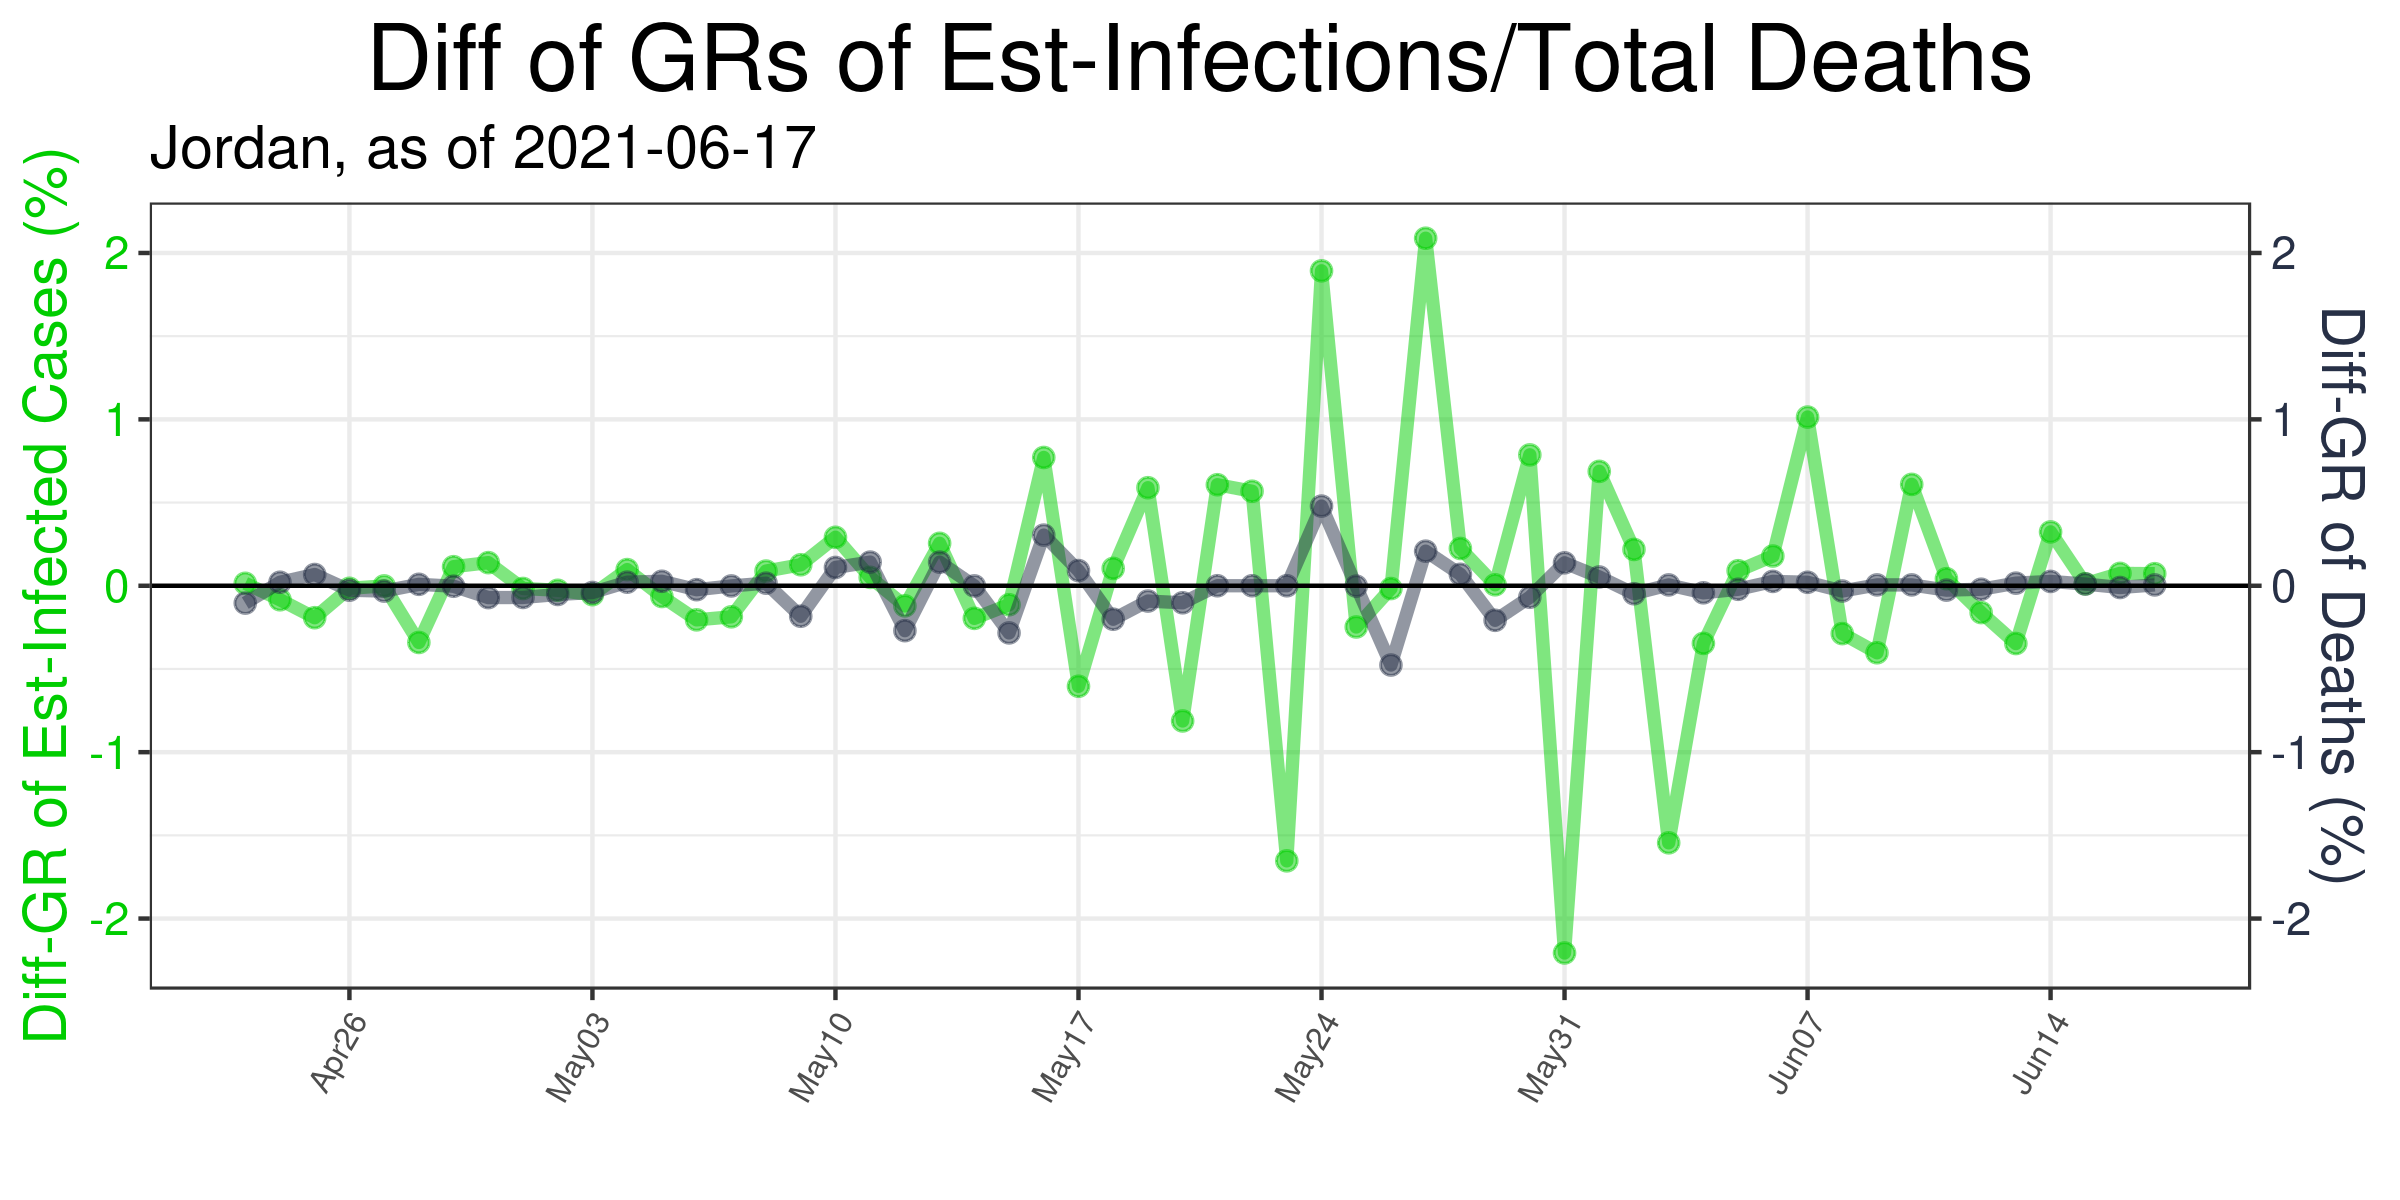 Diff of GRs of Est-Infections/Total Deaths
Jordan, as of 2021-06-17
Diff-GR of Est-Infected Cases (%)
2
1
0
-1
-2
2
1
0
-1
-2
Diff-GR of Deaths (%)
Apr26
May03
May10
May17
May24
May31
Jun07
Jun14